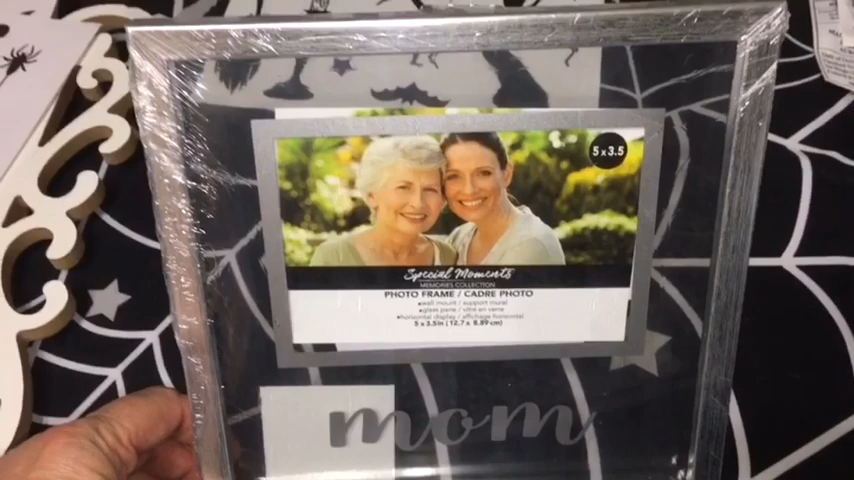 5 x 3.5
Special Moments
MEMORIES COLLECTION
PHOTO FRAME / CADRE PHOTO
•wall mount / support mural
•glass pane / vitre en verre
•horizontal display / affichage horizontal
5 x 3.5in (12.7 x 8.89 cm)
mom